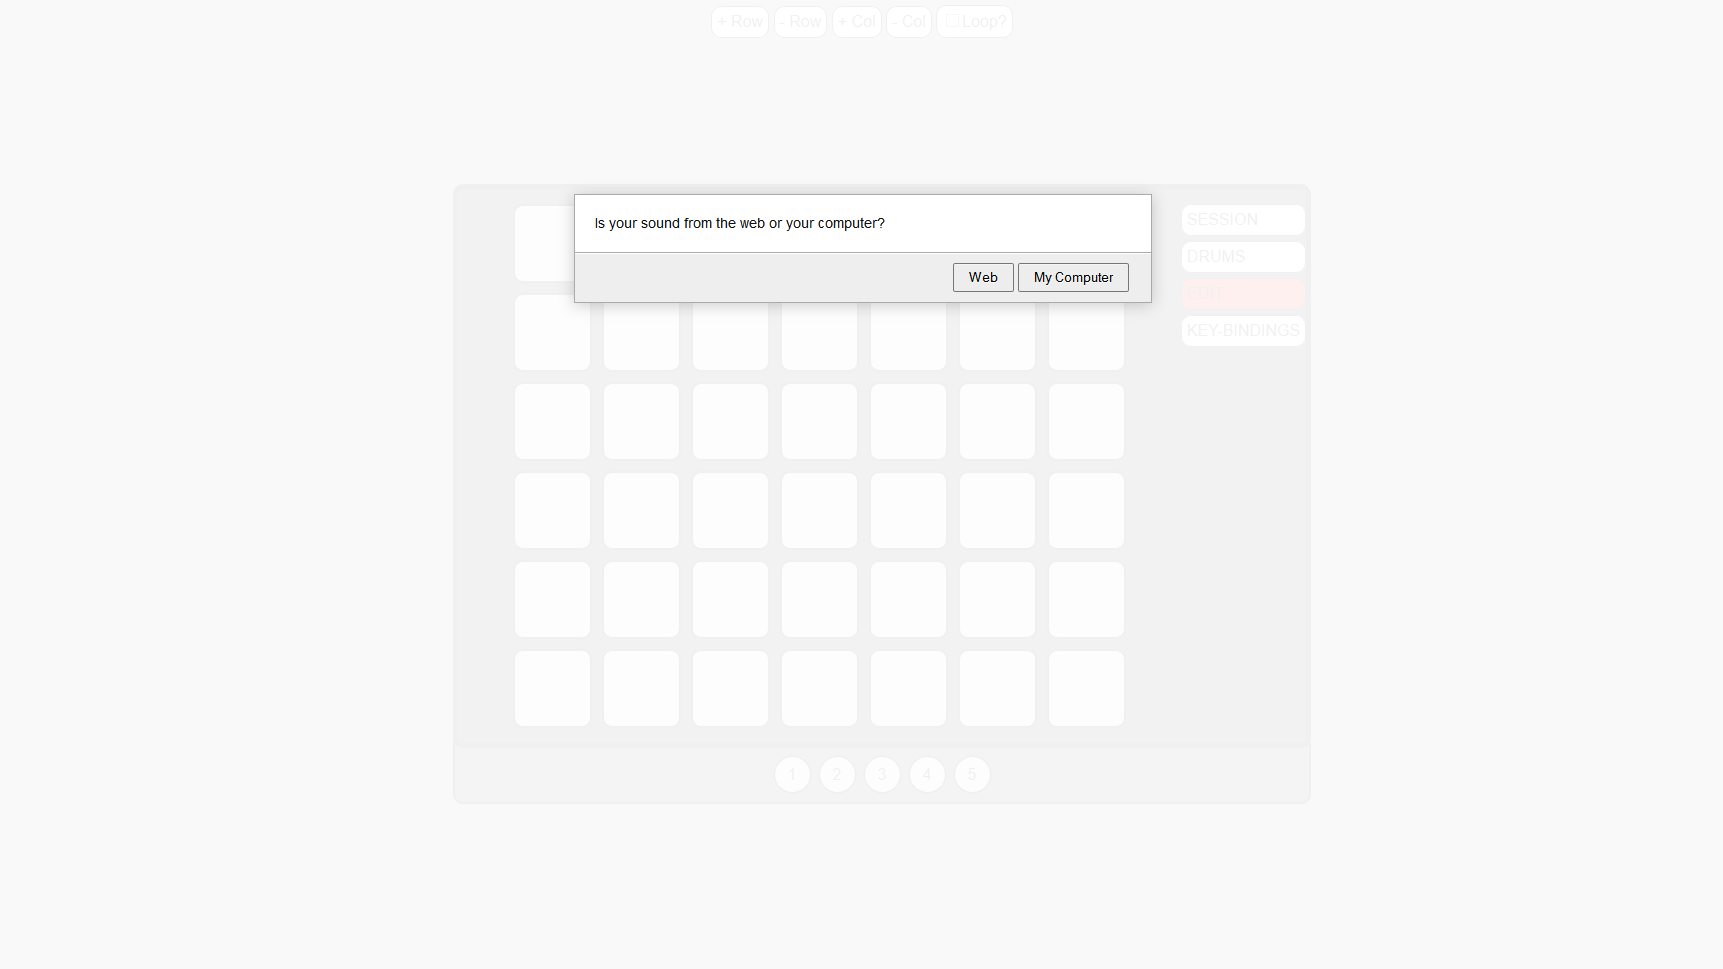 + Row - Row + Col - Col Loop?
Is your sound from the web or your computer?
Web My Computer
SESSION
DRUMS
EDIT
KEY-BINDINGS
1 2 3 4 5